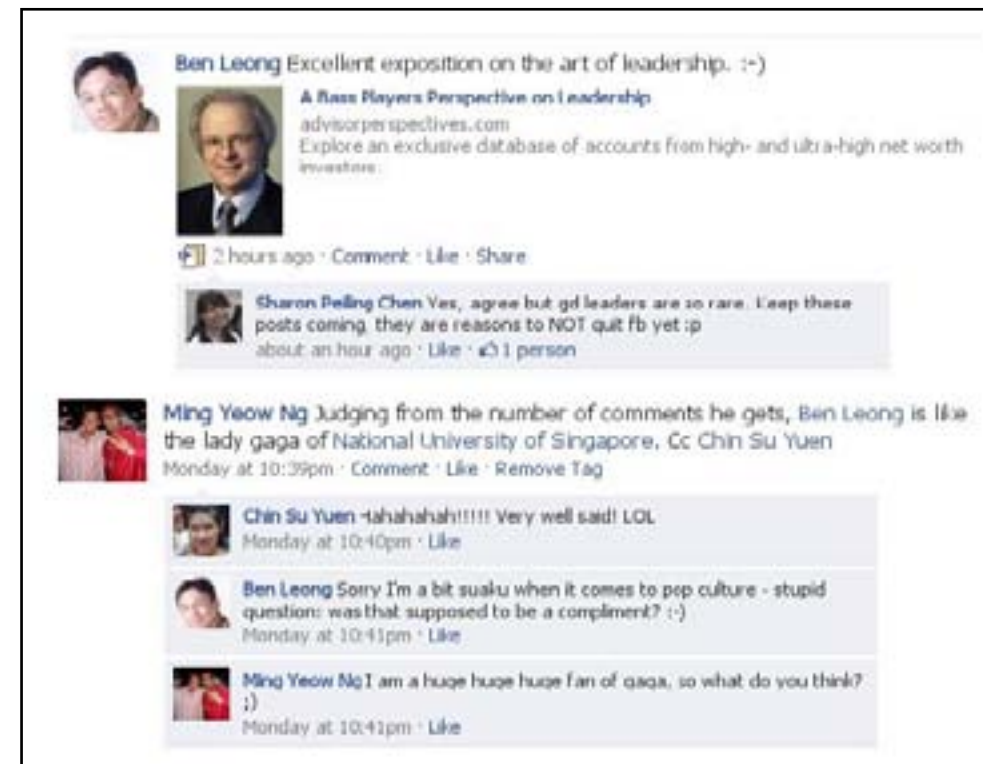 Ben Leong Excellent exposition on the art of leadership. :-)
A Bass Players Perspective on Leadership
advisorperspectives.com
Explore an exclusive database of accounts from high- and ultra-high net worth
investors.
2 hours ago · Comment · Like · Share
Sharon Peiling Chen Yes, agree but gd leaders are so rare. Keep these
posts coming, they are reasons to NOT quit fb yet :p
about an hour ago · Like · 1 person
Ming Yeow Ng Judging from the number of comments he gets, Ben Leong is like
the lady gaga of National University of Singapore. Cc Chin Su Yuen
Monday at 10:39pm · Comment · Like · Remove Tag
Chin Su Yuen Hahahahah!!!!! Very well said! LOL
Monday at 10:40pm · Like
Ben Leong Sorry I'm a bit suaku when it comes to pop culture - stupid
question: was that supposed to be a compliment? :-)
Monday at 10:41pm · Like
Ming Yeow Ng I am a huge huge huge fan of gaga, so what do you think?
;)
Monday at 10:41pm · Like